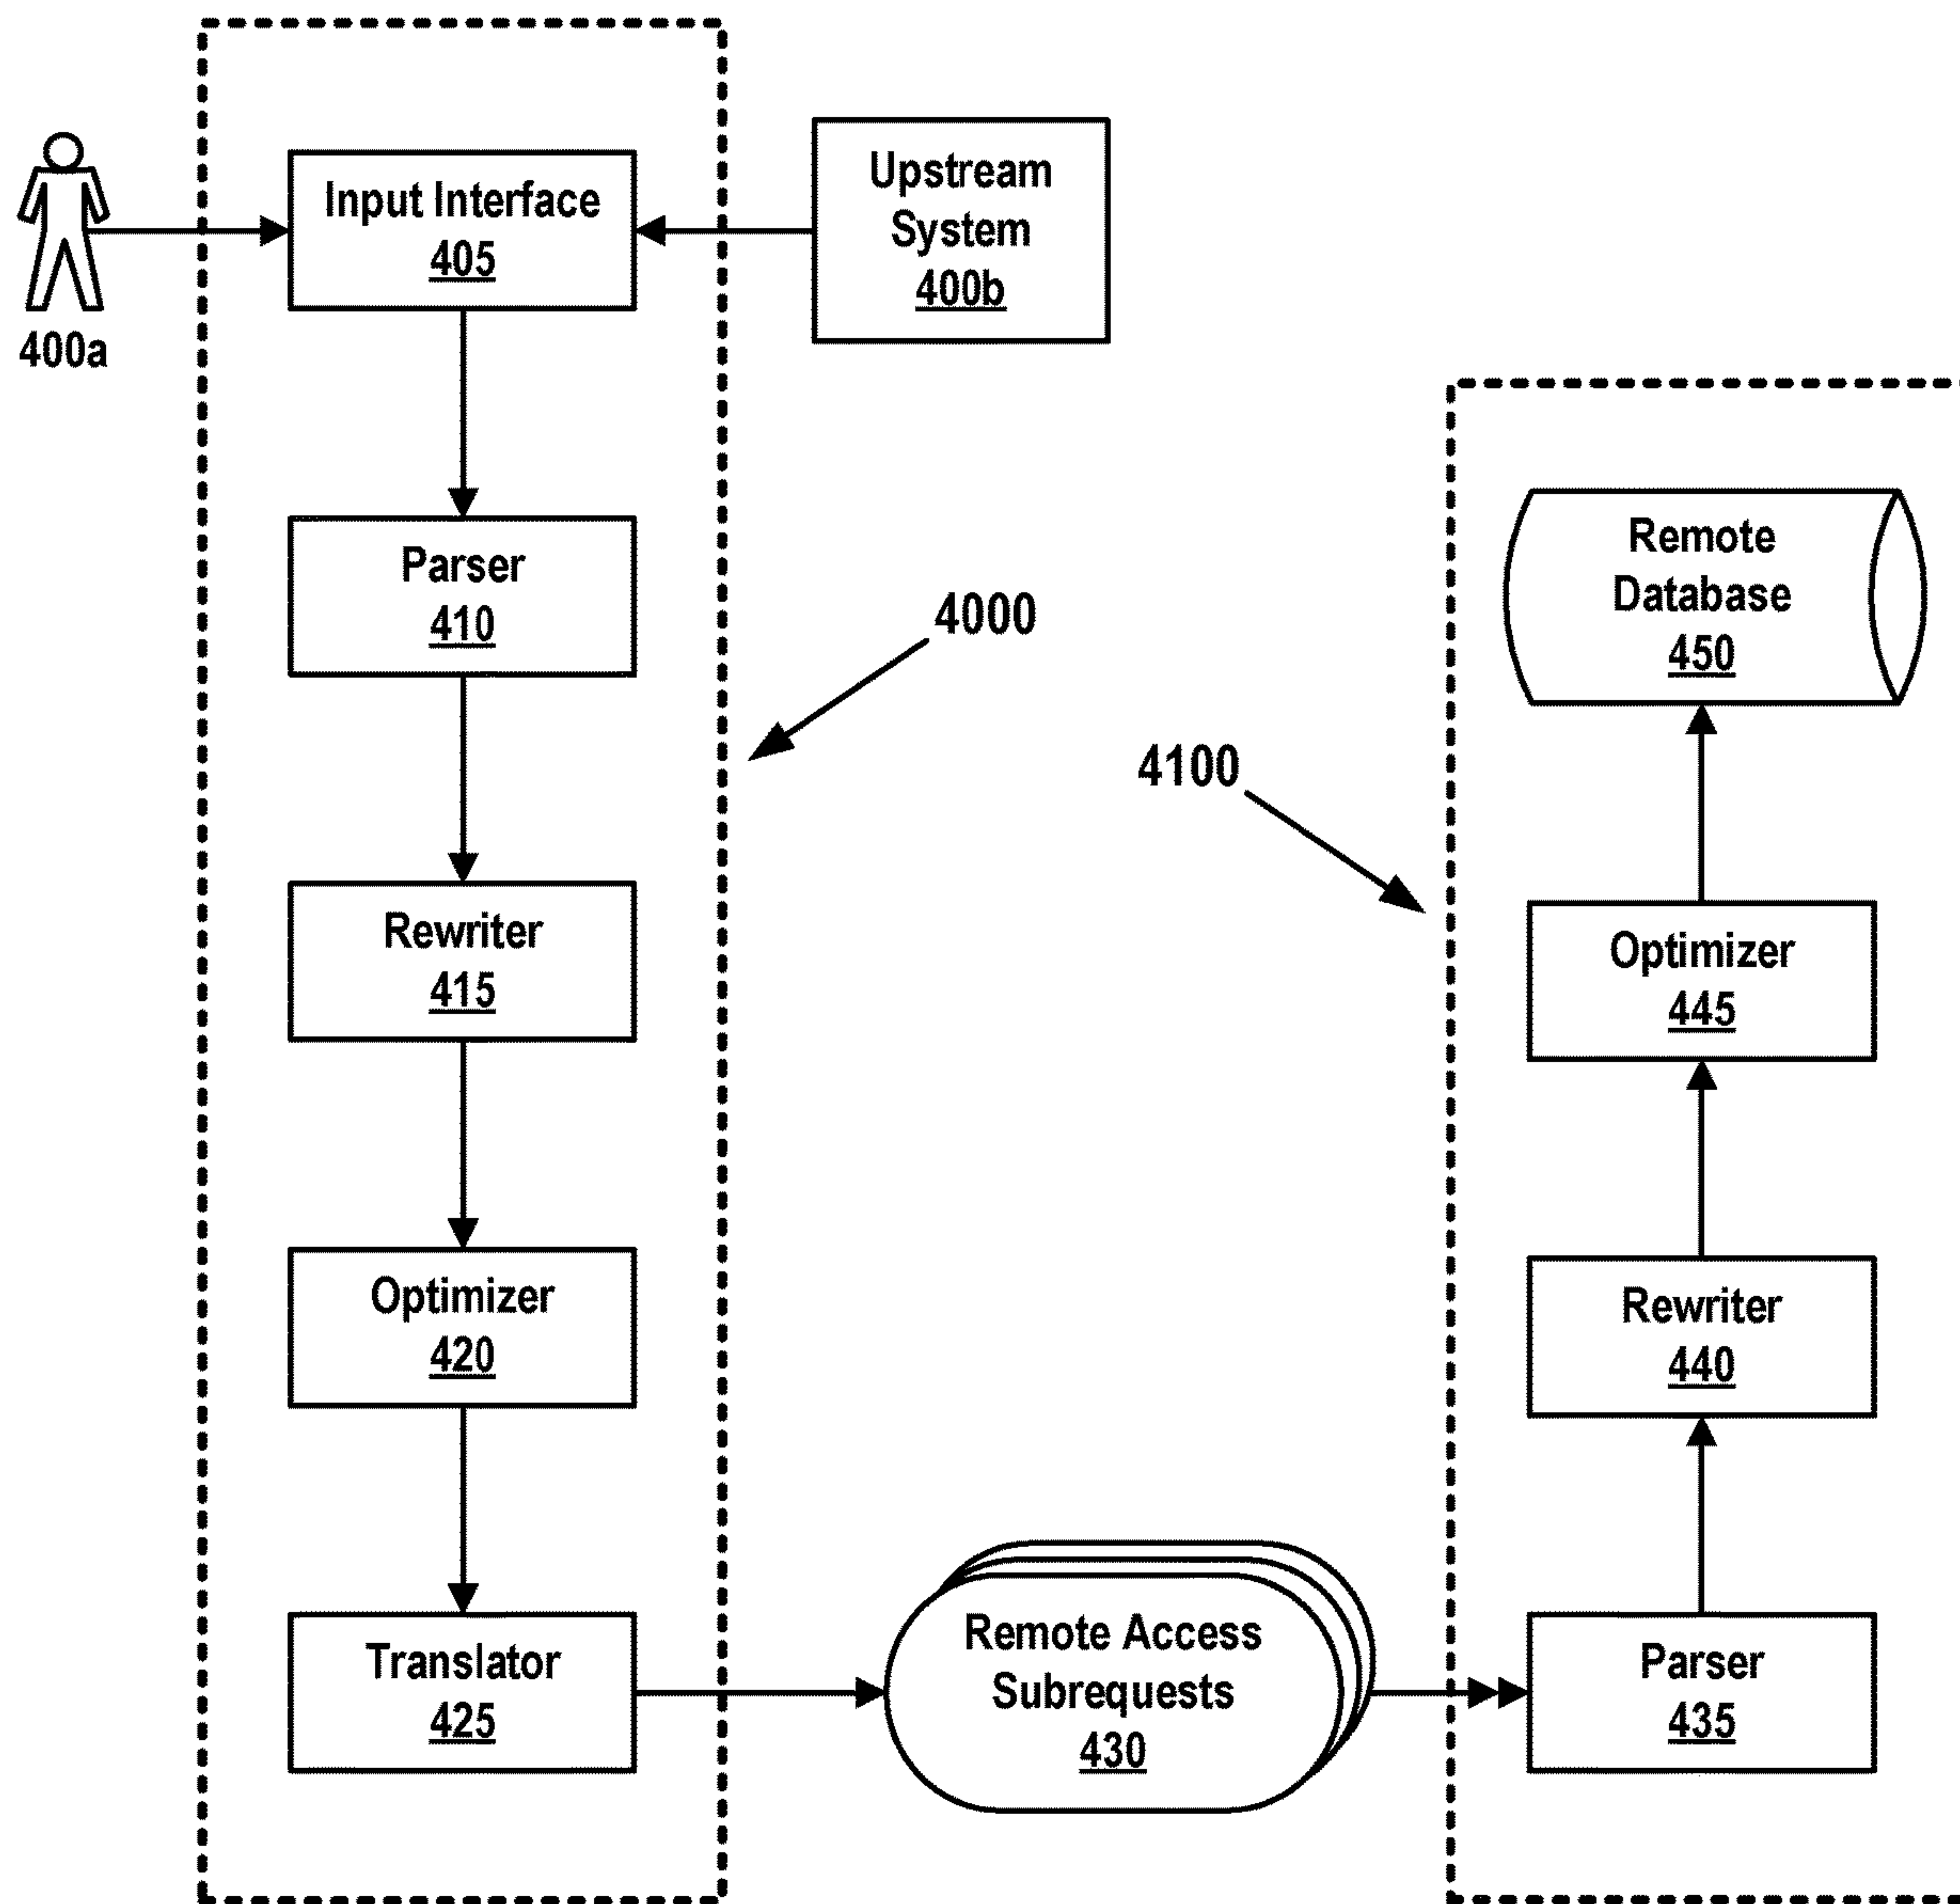 400a
Input Interface
405
Upstream
System
400b
Parser
410
4000
Rewriter
415
Optimizer
420
Translator
425
Remote Access
Subrequests
430
4100
Remote
Database
450
Optimizer
445
Rewriter
440
Parser
435